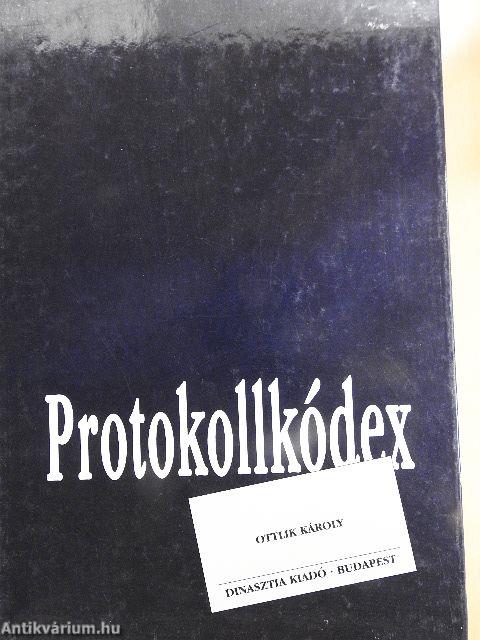 Protokollkódex
OTTLIK KÁROLY
DINASZTIA KIADÓ · BUDAPEST
Antikvárium.hu